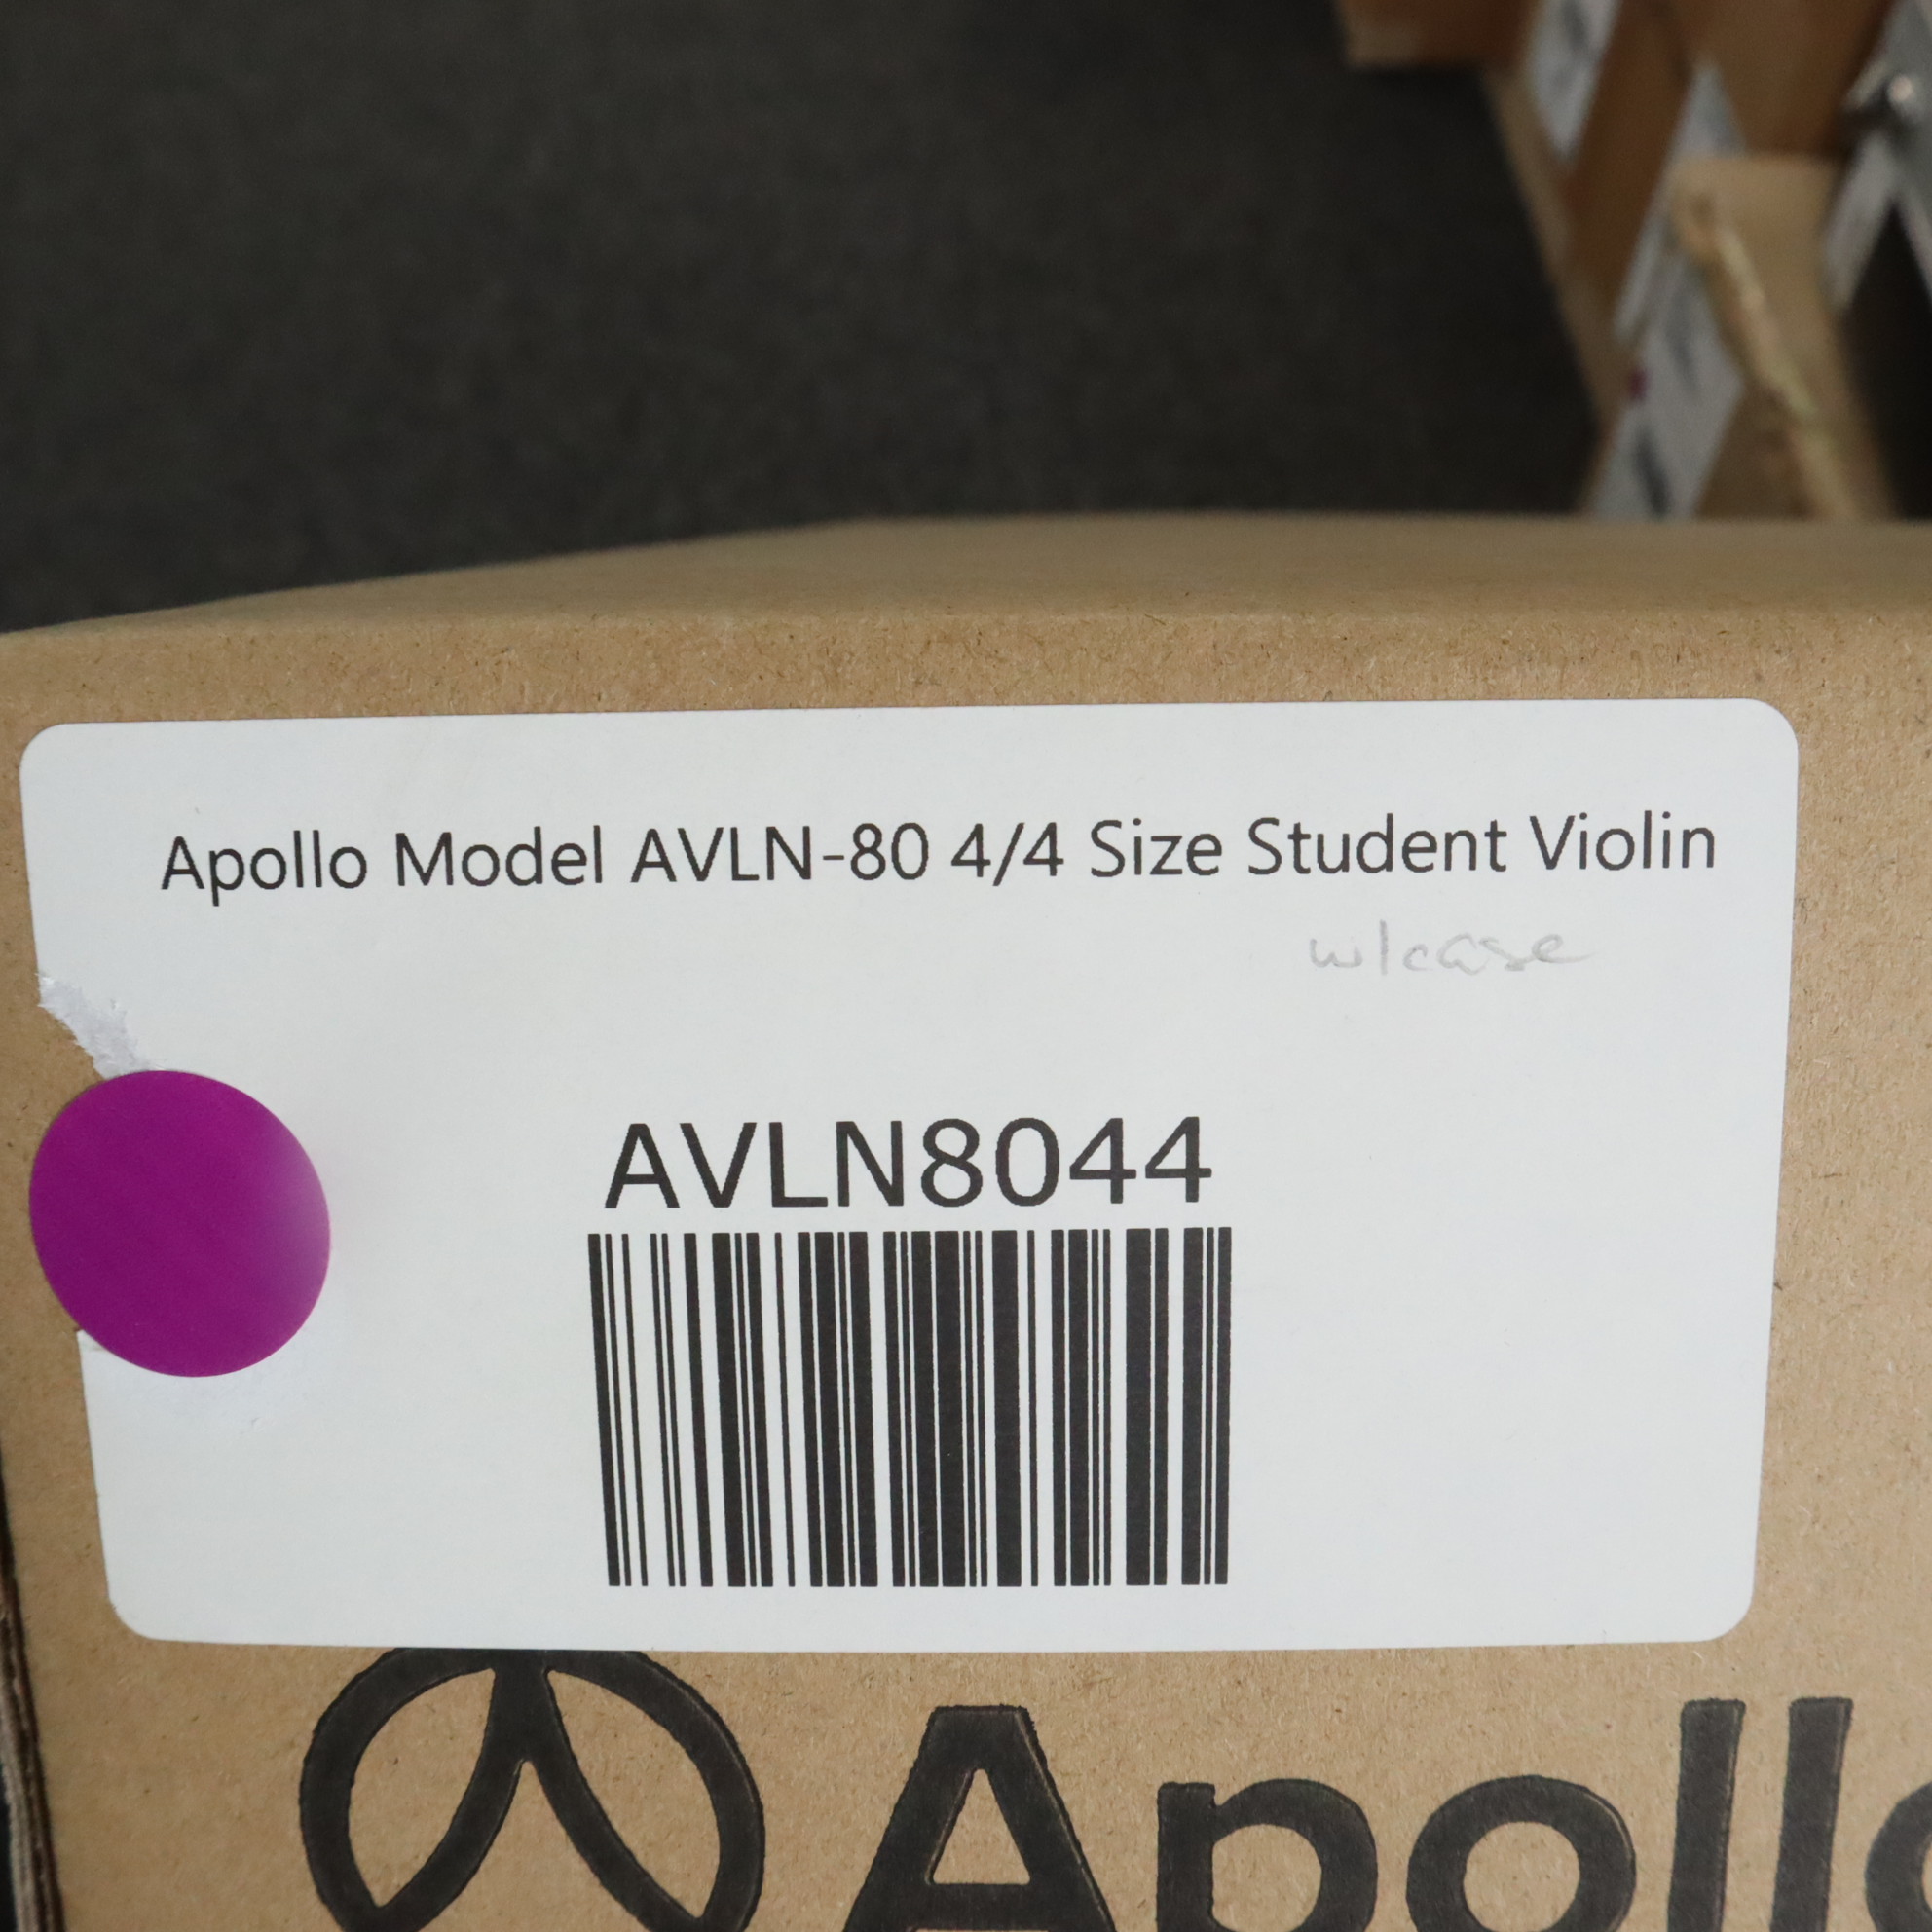 Apollo Model AVLN-80 4/4 Size Student Violin
w/case
AVLN8044
Apollo